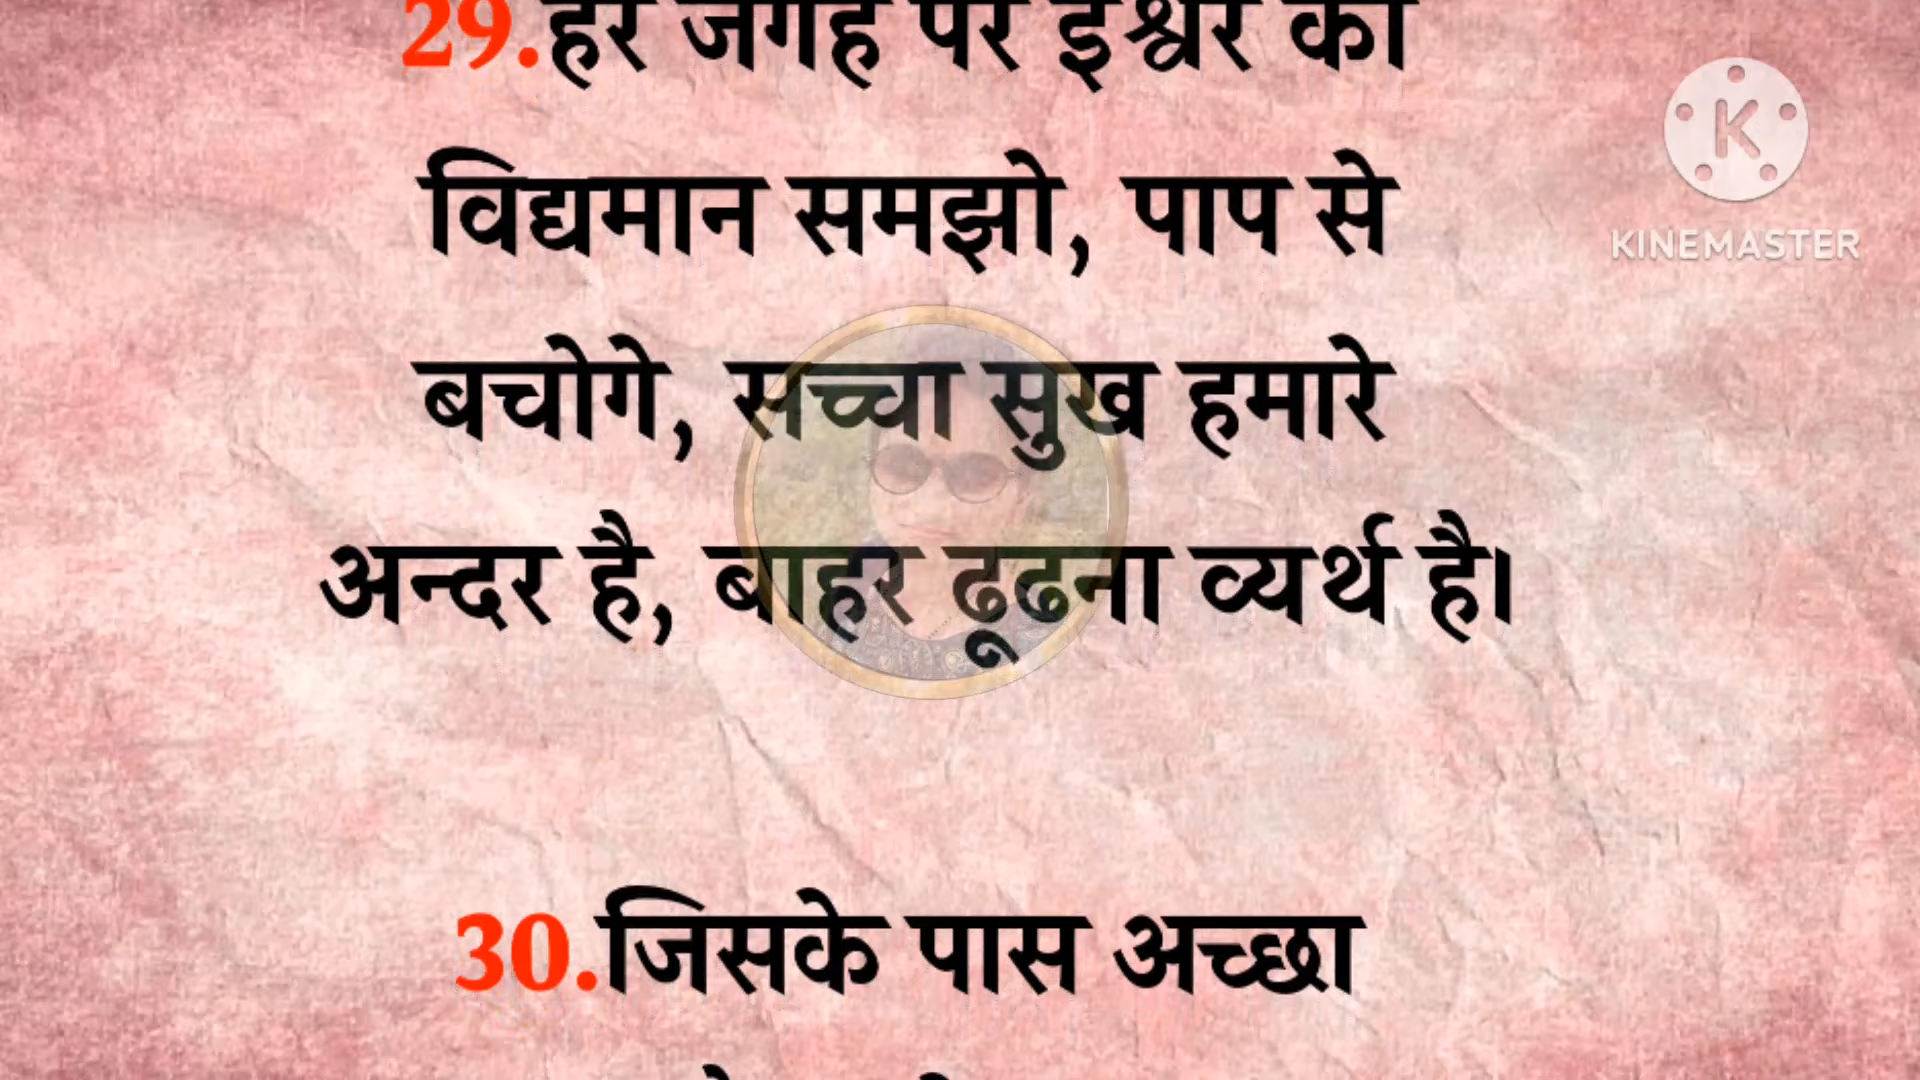 29.हर जगह पर ईश्वर को
विद्यमान समझो, पाप से
बचोगे, सच्चा सुख हमारे
अन्दर है, बाहर ढूढना व्यर्थ है।
30.जिसके पास अच्छा
K
KINEMASTER